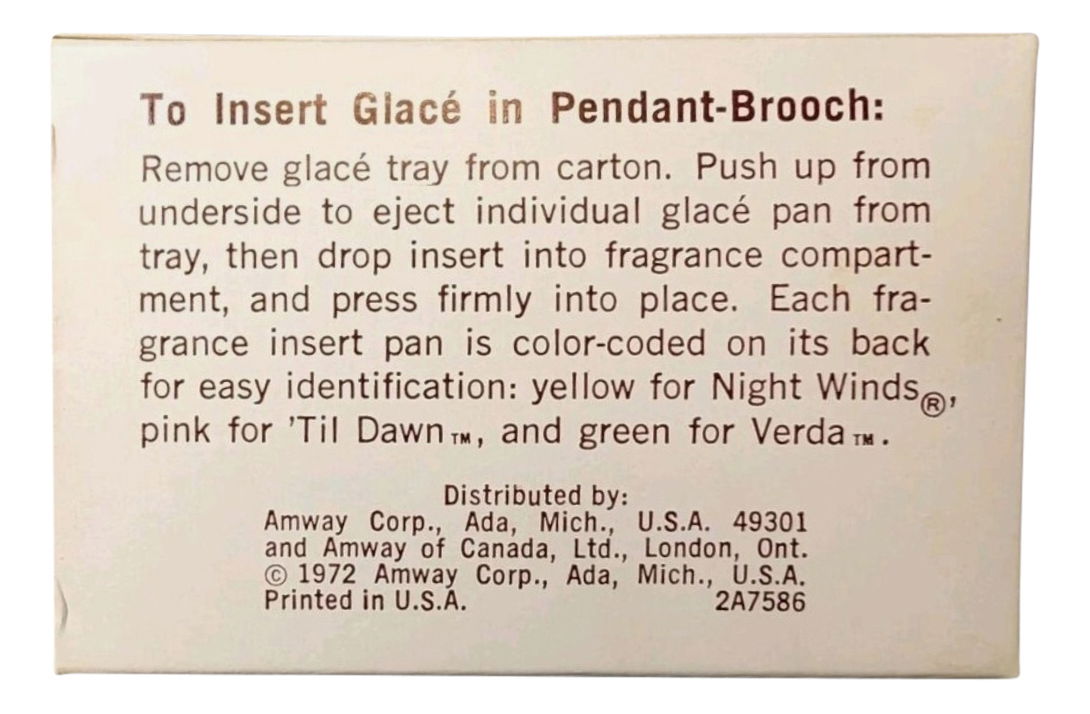 To Insert Glacé in Pendant-Brooch:
Remove glacé tray from carton. Push up from
underside to eject individual glacé pan from
tray, then drop insert into fragrance compart-
ment, and press firmly into place. Each fra-
grance insert pan is color-coded on its back
for easy identification: yellow for Night Winds®,
pink for 'Til Dawn™, and green for Verda™.
Distributed by:
Amway Corp., Ada, Mich., U.S.A. 49301
and Amway of Canada, Ltd., London, Ont.
© 1972 Amway Corp., Ada, Mich., U.S.A.
Printed in U.S.A. 2A7586